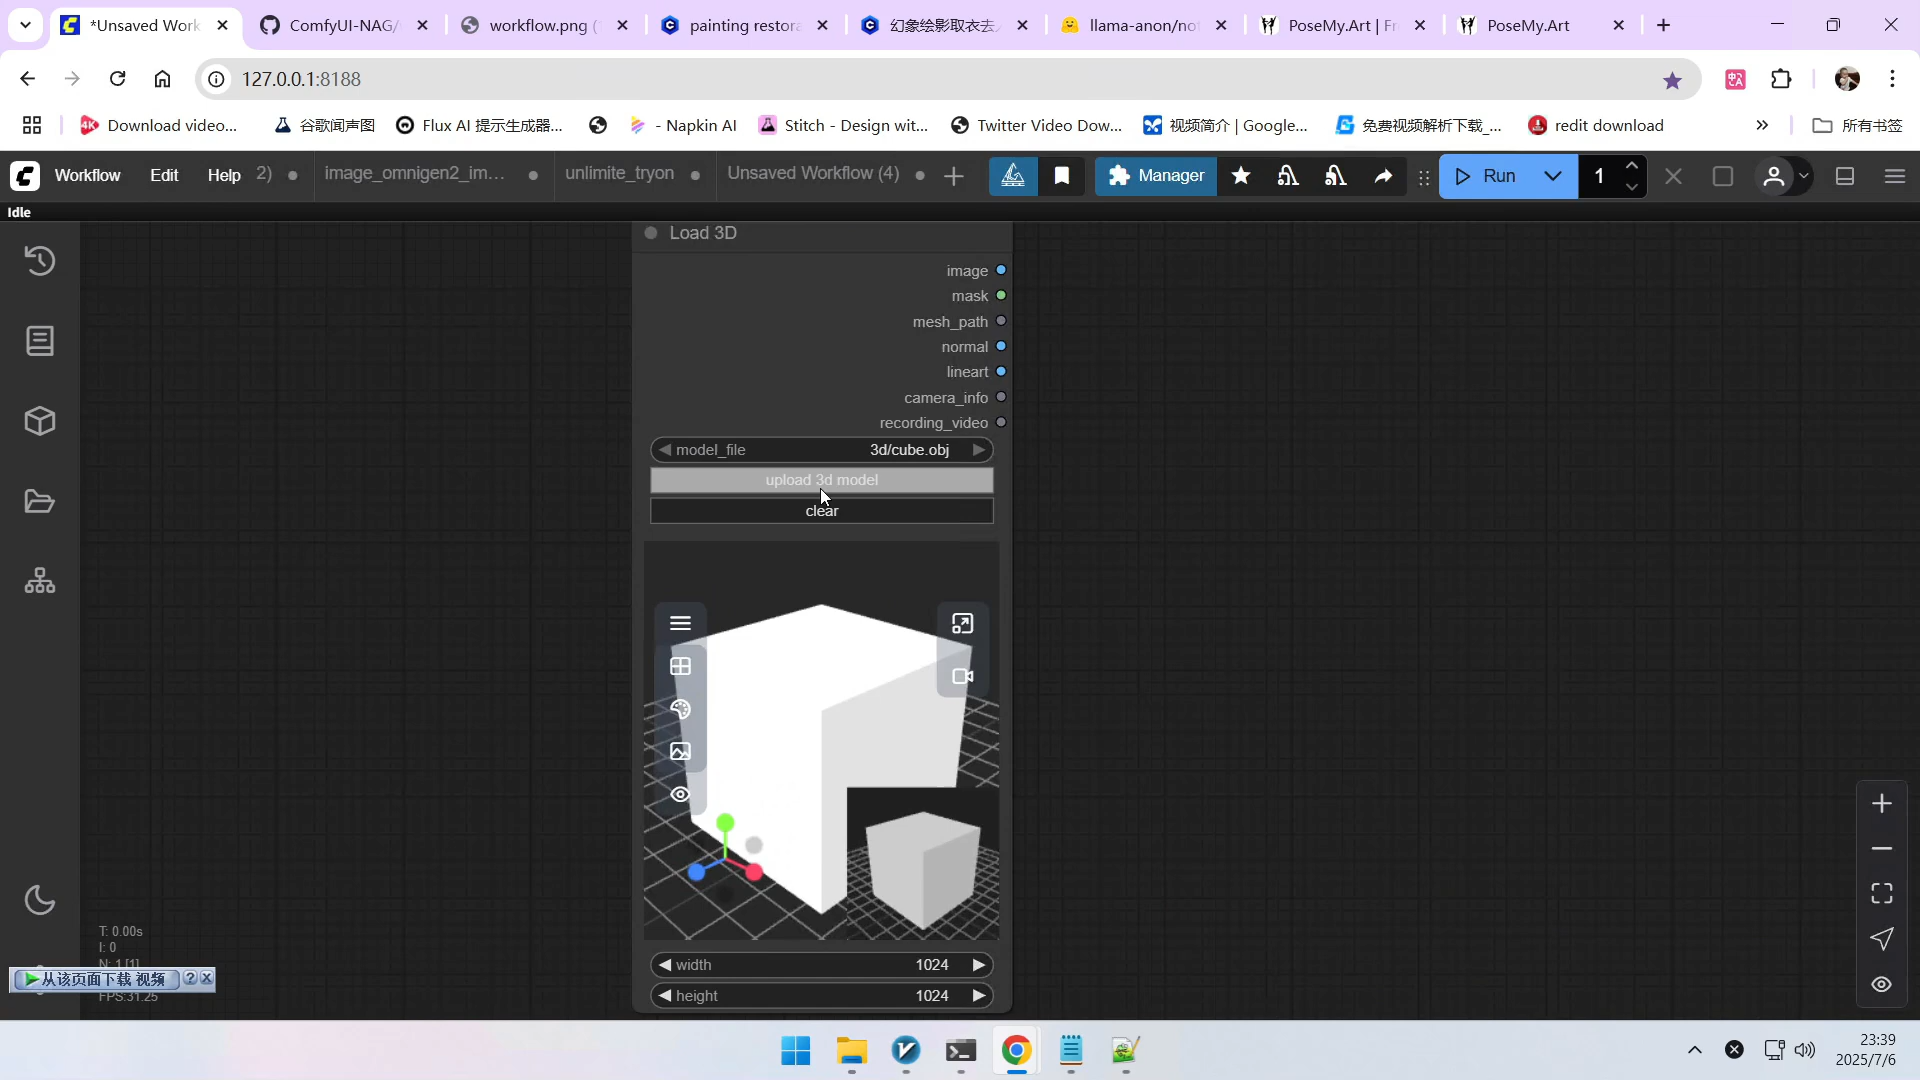 *Unsaved Work
ComfyUI-NAG/
workflow.png (
painting restora
幻象绘影取衣去
llama-anon/not
PoseMy.Art | Fr
PoseMy.Art
127.0.0.1:8188
Download video...
谷歌闻声图
Flux AI 提示生成器...
- Napkin AI
Stitch - Design wit...
Twitter Video Dow...
视频简介 | Google...
免费视频解析下载_...
redit download
所有书签
Workflow
Edit
Help
2)
image_omnigen2_im...
unlimite_tryon
Unsaved Workflow (4)
Manager
Run
1
Idle
Load 3D
image
mask
mesh_path
normal
lineart
camera_info
recording_video
model_file 3d/cube.obj
upload 3d model
clear
width 1024
height 1024
T: 0.00s
I: 0
N: 1 [1]
从该页面下载 视频
FPS:31.25
23:39
2025/7/6